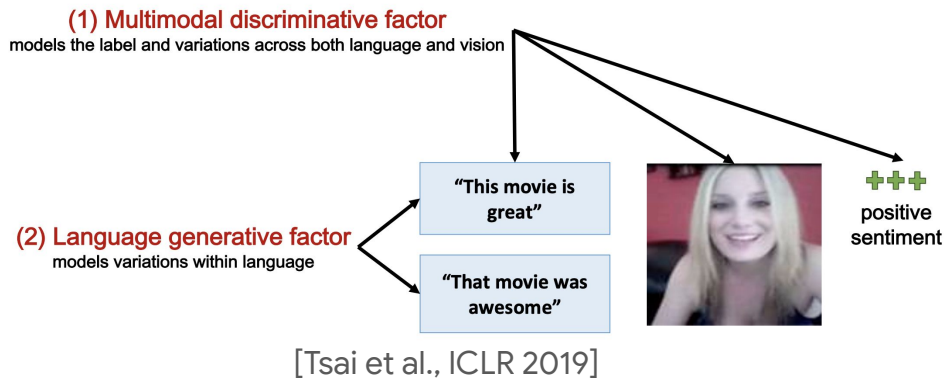 (1) Multimodal discriminative factor
models the label and variations across both language and vision
“This movie is
great”
+++
positive
sentiment
(2) Language generative factor
models variations within language
“That movie was
awesome”
[Tsai et al., ICLR 2019]